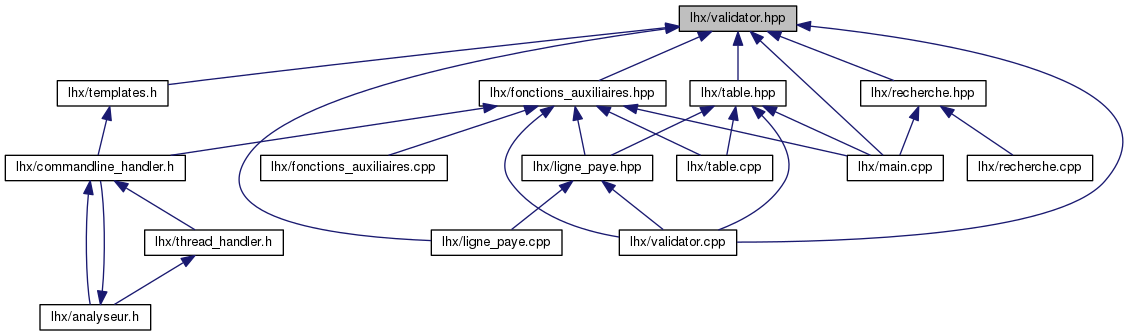 lhx/validator.hpp
lhx/templates.h
lhx/fonctions_auxiliaires.hpp
lhx/table.hpp
lhx/recherche.hpp
lhx/commandline_handler.h
lhx/fonctions_auxiliaires.cpp
lhx/ligne_paye.hpp
lhx/table.cpp
lhx/main.cpp
lhx/recherche.cpp
lhx/thread_handler.h
lhx/ligne_paye.cpp
lhx/validator.cpp
lhx/analyseur.h